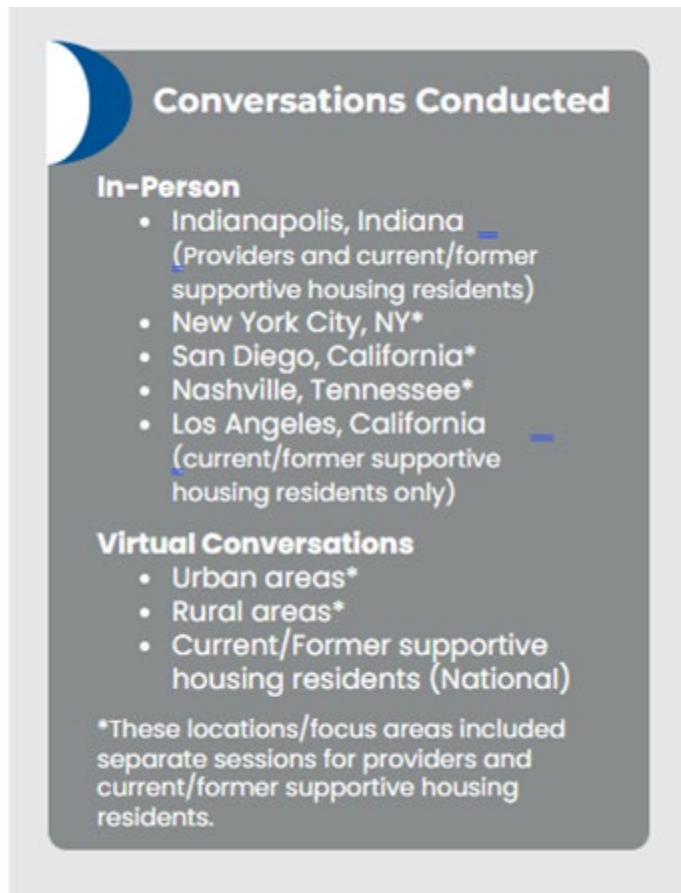 Conversations Conducted
In-Person
• Indianapolis, Indiana
(Providers and current/former
supportive housing residents)
• New York City, NY*
• San Diego, California*
• Nashville, Tennessee*
• Los Angeles, California
(current/former supportive
housing residents only)
Virtual Conversations
• Urban areas*
• Rural areas*
• Current/Former supportive
housing residents (National)
*These locations/focus areas included
separate sessions for providers and
current/former supportive housing
residents.